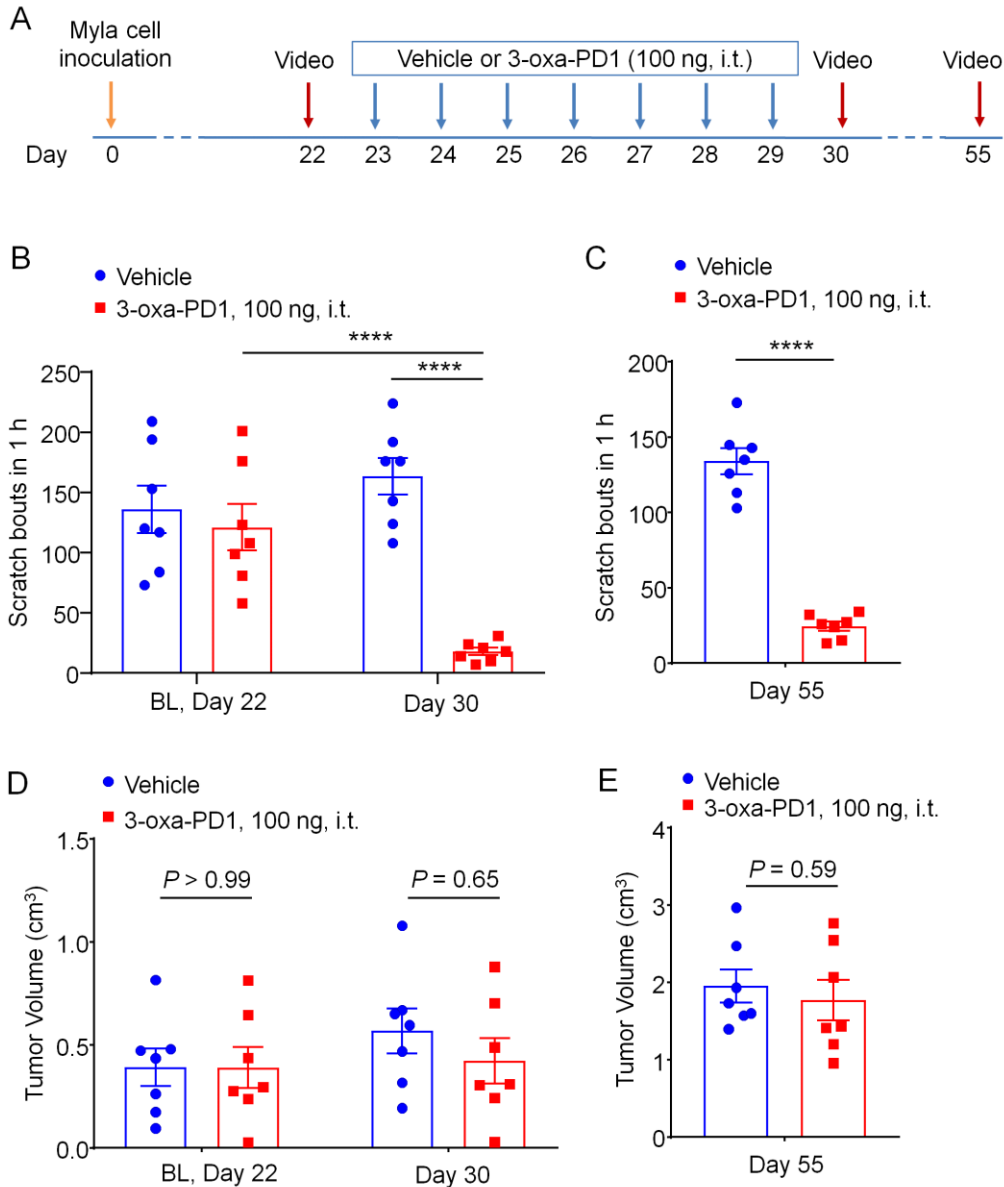 A
Myla cell
inoculation
Video
Vehicle or 3-oxa-PD1 (100 ng, i.t.)
Video
Video
Day 0 22 23 24 25 26 27 28 29 30 55
B
Vehicle
3-oxa-PD1, 100 ng, i.t.
****
****
Scratch bouts in 1 h
250
200
150
100
50
0
BL, Day 22
Day 30
C
Vehicle
3-oxa-PD1, 100 ng, i.t.
****
Scratch bouts in 1 h
200
150
100
50
0
Day 55
D
Vehicle
3-oxa-PD1, 100 ng, i.t.
P > 0.99
P = 0.65
Tumor Volume (cm³)
1.5
1.0
0.5
0.0
BL, Day 22
Day 30
E
Vehicle
3-oxa-PD1, 100 ng, i.t.
P = 0.59
Tumor Volume (cm³)
4
3
2
1
0
Day 55